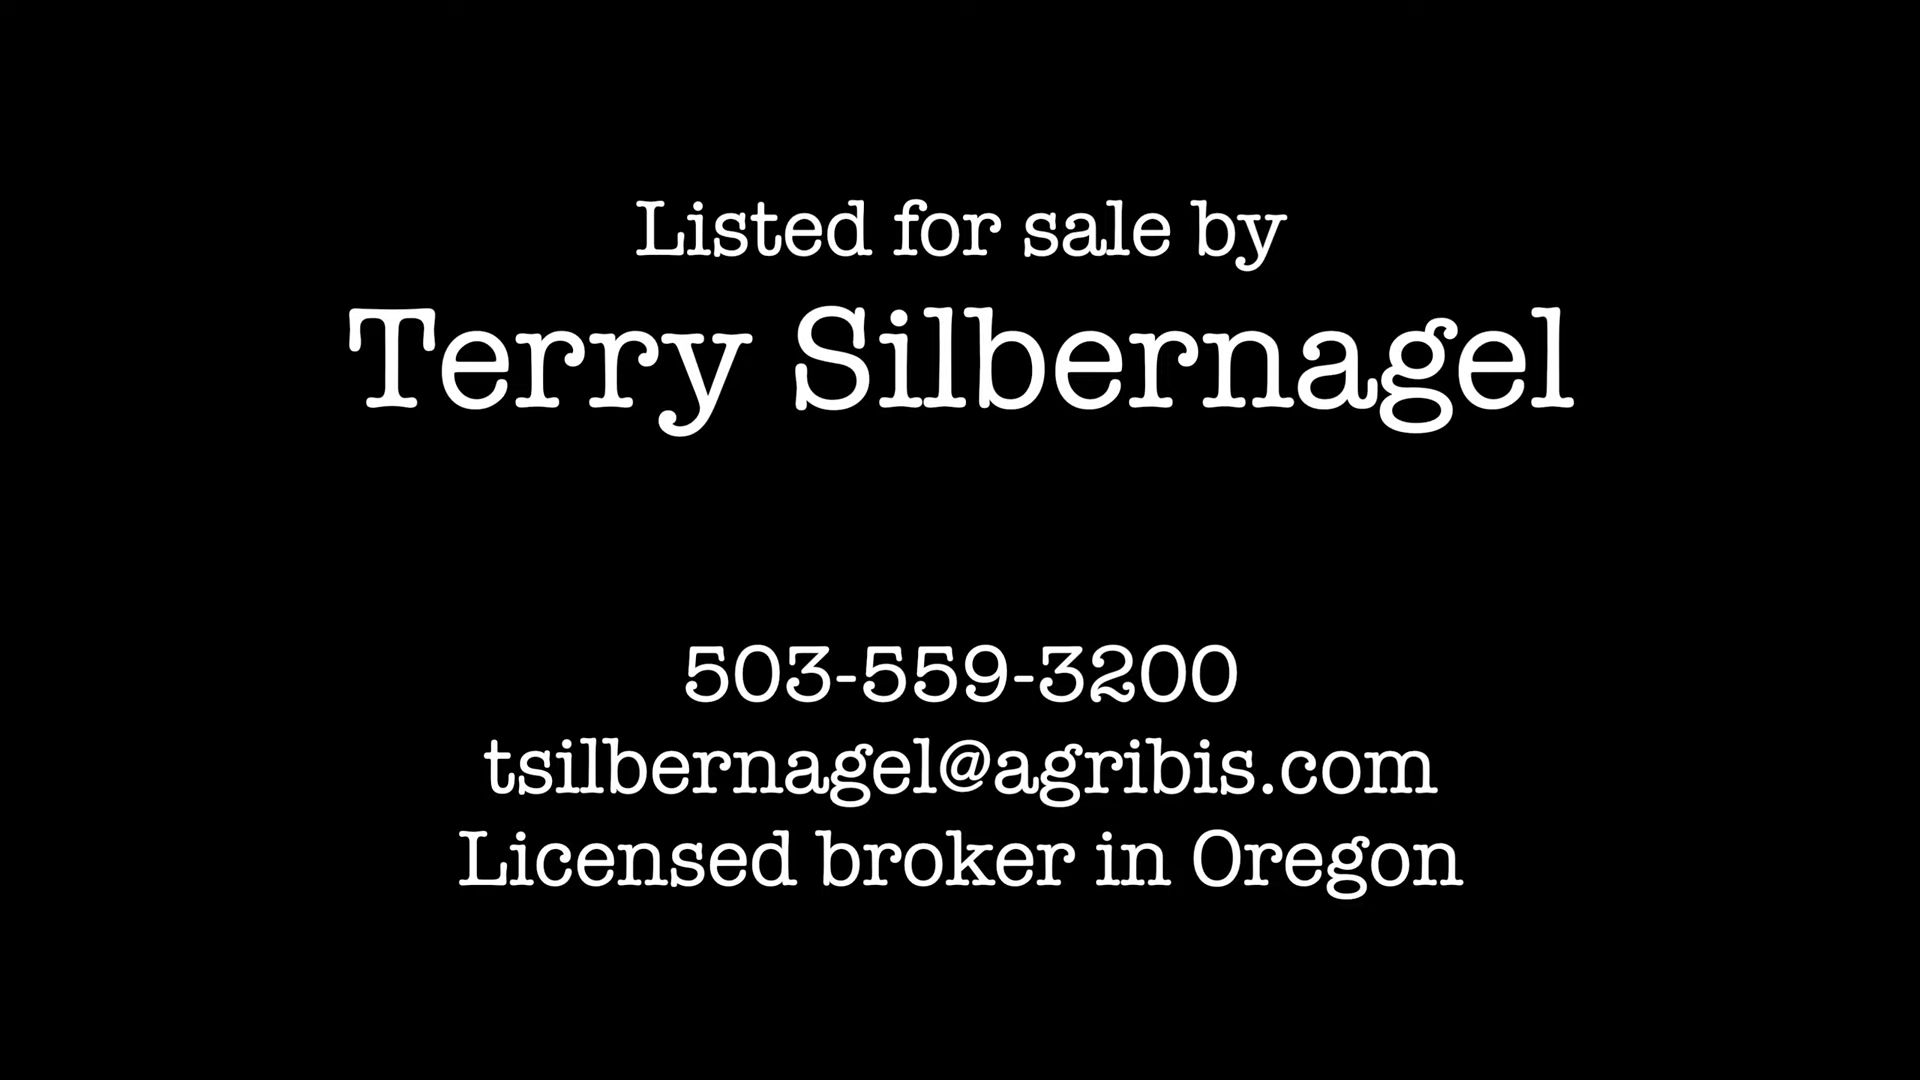 Listed for sale by
Terry Silbernagel
503-559-3200
tsilbernagel@agribis.com
Licensed broker in Oregon